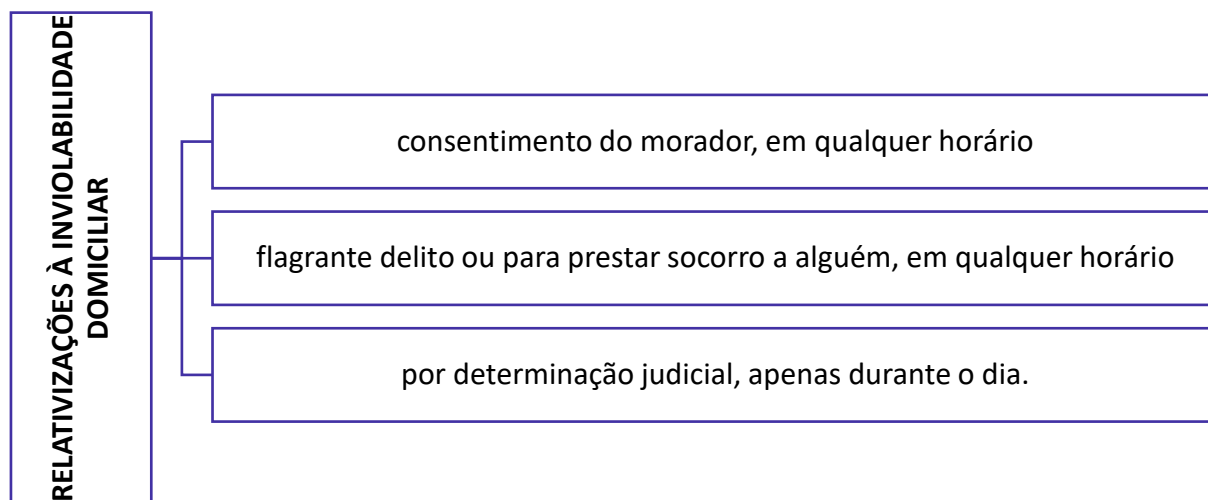 RELATIVIZAÇÕES À INVIOLABILIDADE
DOMICILIAR
consentimento do morador, em qualquer horário
flagrante delito ou para prestar socorro a alguém, em qualquer horário
por determinação judicial, apenas durante o dia.